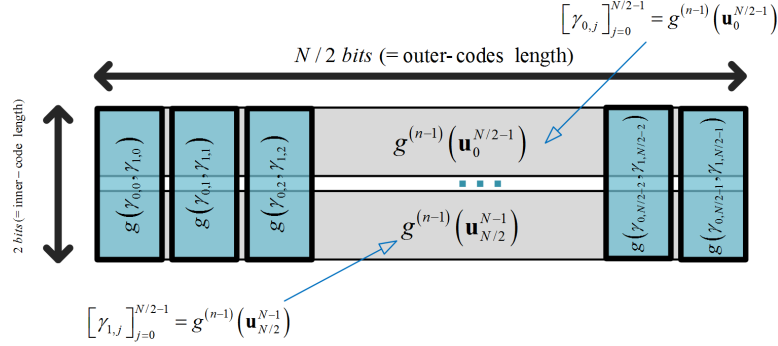 [γ_{0,j}]_{j=0}^{N/2-1} = g^{(n-1)}(u_0^{N/2-1})
N / 2 bits (= outer-codes length)
2 bits (= inner-code length)
g(γ_{0,0}, γ_{1,0})
g(γ_{0,1}, γ_{1,1})
g(γ_{0,2}, γ_{1,2})
g^{(n-1)}(u_0^{N/2-1})
g^{(n-1)}(u_{N/2}^{N-1})
g(γ_{0,N/2-2}, γ_{1,N/2-2})
g(γ_{0,N/2-1}, γ_{1,N/2-1})
[γ_{1,j}]_{j=0}^{N/2-1} = g^{(n-1)}(u_{N/2}^{N-1})